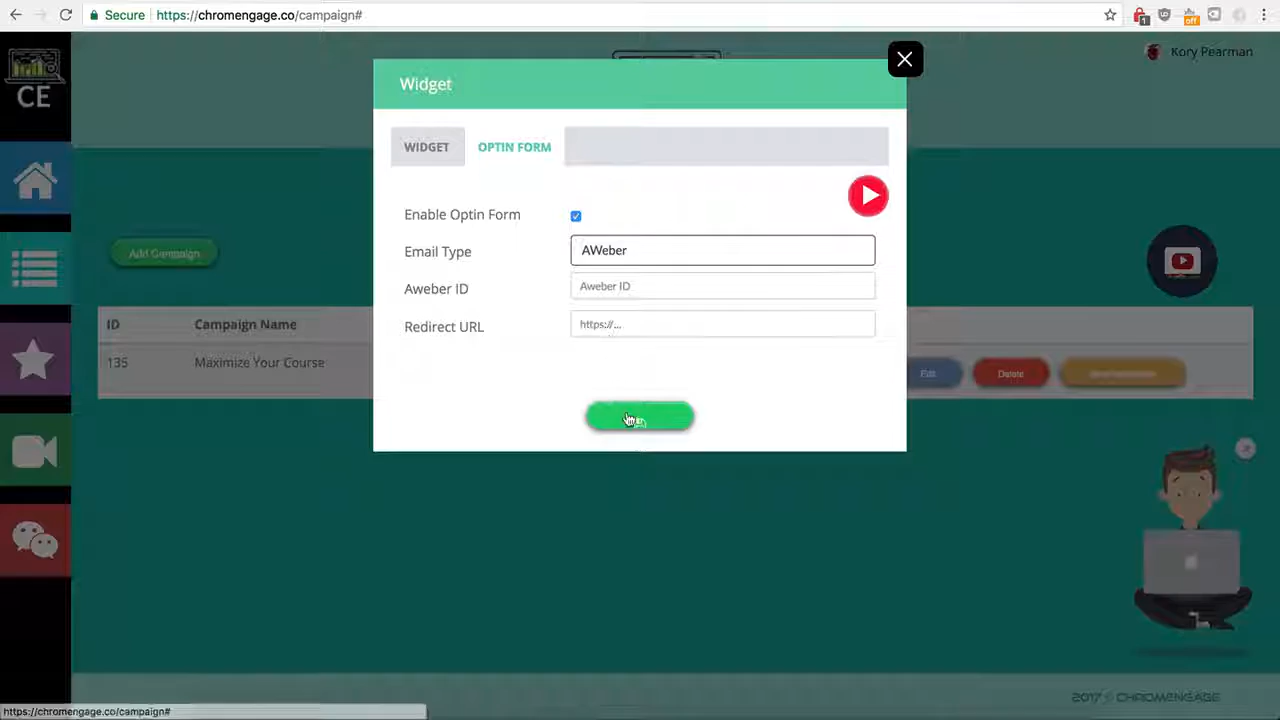 Secure
https://chromengage.co/campaign#
off
1
CE
Kory Pearman
Widget
WIDGET
OPTIN FORM
Enable Optin Form
Email Type
AWeber
Aweber ID
Aweber ID
Redirect URL
https://...
Add Campaign
ID
Campaign Name
135
Maximize Your Course
Edit
Delete
2017 © CHROMENGAGE
https://chromengage.co/campaign#